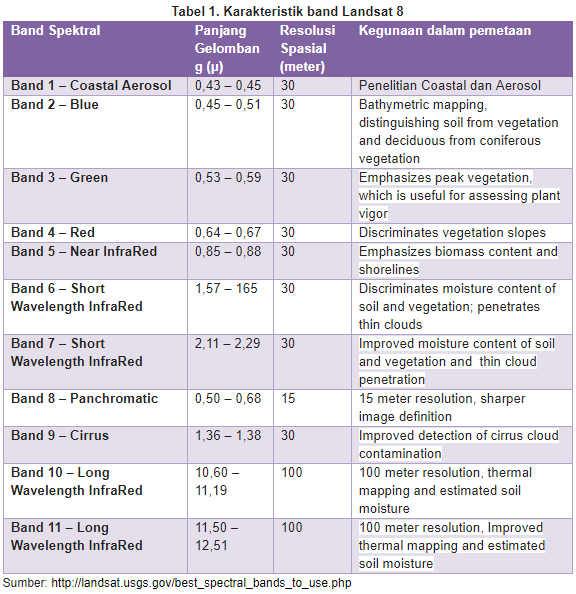 Tabel 1. Karakteristik band Landsat 8
Band Spektral
Panjang
Gelomban
g (μ)
Resolusi
Spasial
(meter)
Kegunaan dalam pemetaan
Band 1 – Coastal Aerosol
0,43 – 0,45
30
Penelitian Coastal dan Aerosol
Band 2 – Blue
0,45 – 0,51
30
Bathymetric mapping,
distinguishing soil from vegetation
and deciduous from coniferous
vegetation
Band 3 – Green
0,53 – 0,59
30
Emphasizes peak vegetation,
which is useful for assessing plant
vigor
Band 4 – Red
0,64 – 0,67
30
Discriminates vegetation slopes
Band 5 – Near InfraRed
0,85 – 0,88
30
Emphasizes biomass content and
shorelines
Band 6 – Short
Wavelength InfraRed
1,57 – 165
30
Discriminates moisture content of
soil and vegetation; penetrates
thin clouds
Band 7 – Short
Wavelength InfraRed
2,11 – 2,29
30
Improved moisture content of soil
and vegetation and  thin cloud
penetration
Band 8 – Panchromatic
0,50 – 0,68
15
15 meter resolution, sharper
image definition
Band 9 – Cirrus
1,36 – 1,38
30
Improved detection of cirrus cloud
contamination
Band 10 – Long
Wavelength InfraRed
10,60 –
11,19
100
100 meter resolution, thermal
mapping and estimated soil
moisture
Band 11 – Long
Wavelength InfraRed
11,50 –
12,51
100
100 meter resolution, Improved
thermal mapping and estimated
soil moisture
Sumber: http://landsat.usgs.gov/best_spectral_bands_to_use.php